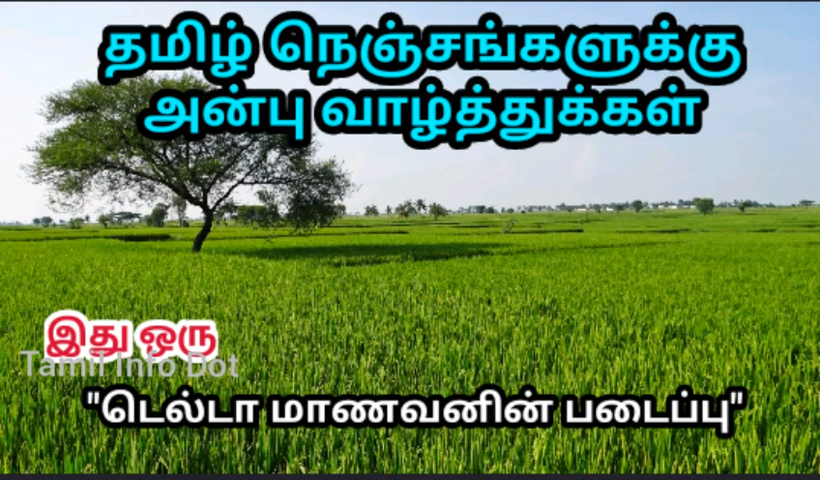 தமிழ் நெஞ்சங்களுக்கு
அன்பு வாழ்த்துக்கள்
இது ஒரு
Tamil Info Dot
"டெல்டா மாணவனின் படைப்பு"